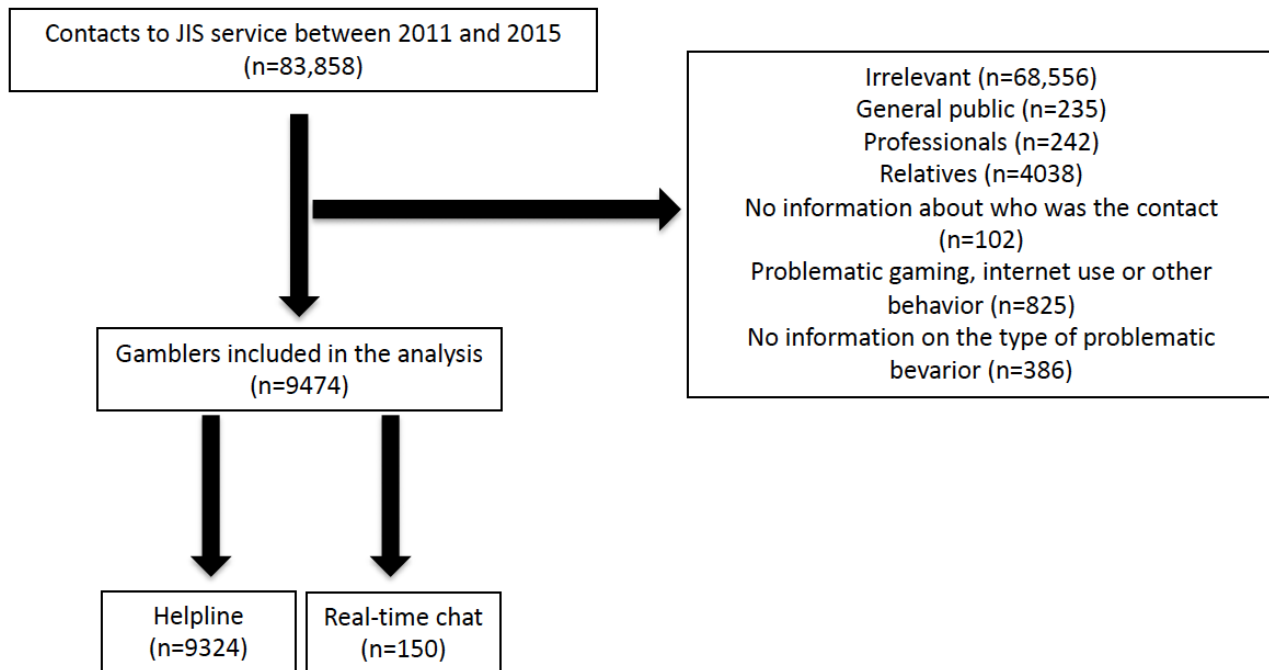 Contacts to JIS service between 2011 and 2015
(n=83,858)
Irrelevant (n=68,556)
General public (n=235)
Professionals (n=242)
Relatives (n=4038)
No information about who was the contact
(n=102)
Problematic gaming, internet use or other
behavior (n=825)
No information on the type of problematic
bevarior (n=386)
Gamblers included in the analysis
(n=9474)
Helpline
(n=9324)
Real-time chat
(n=150)